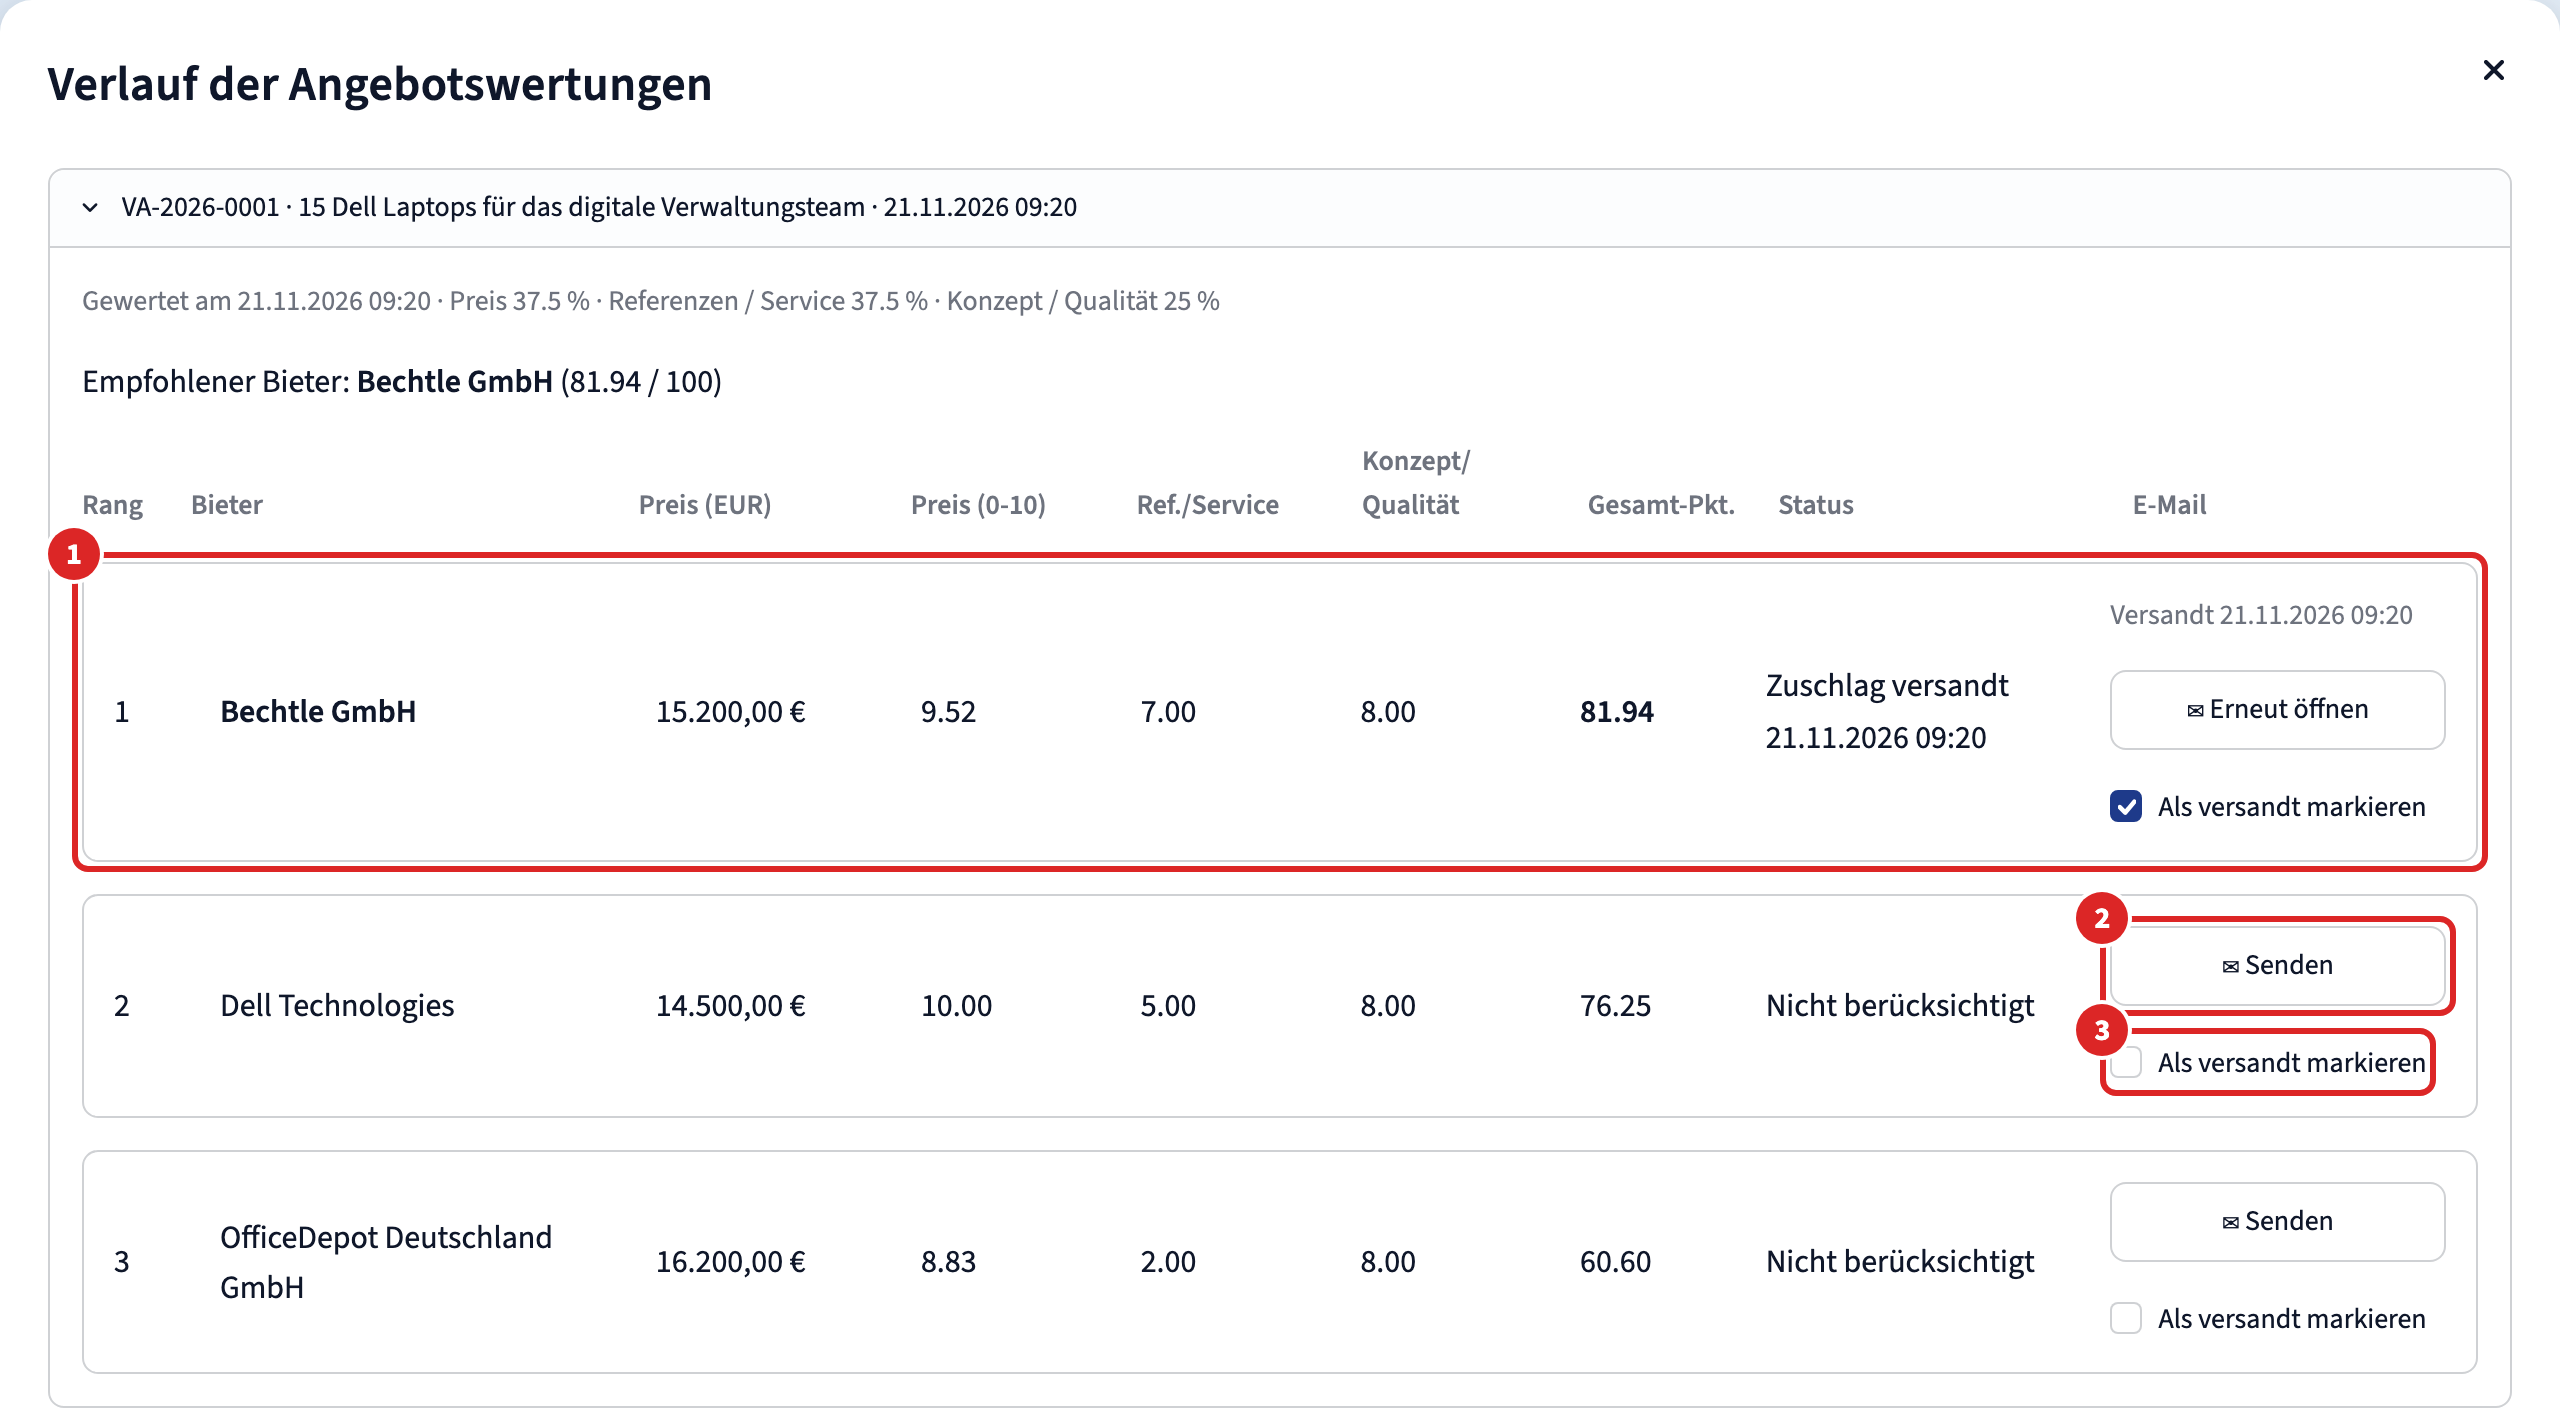 Verlauf der Angebotswertungen
VA-2026-0001 · 15 Dell Laptops für das digitale Verwaltungsteam · 21.11.2026 09:20
Gewertet am 21.11.2026 09:20 · Preis 37.5 % · Referenzen / Service 37.5 % · Konzept / Qualität 25 %
Empfohlener Bieter: Bechtle GmbH (81.94 / 100)
Rang Bieter Preis (EUR) Preis (0-10) Ref./Service Konzept/ Qualität Gesamt-Pkt. Status E-Mail
1
Versandt 21.11.2026 09:20
1 Bechtle GmbH 15.200,00 € 9.52 7.00 8.00 81.94 Zuschlag versandt
21.11.2026 09:20
✉ Erneut öffnen
Als versandt markieren
2
✉ Senden
2 Dell Technologies 14.500,00 € 10.00 5.00 8.00 76.25 Nicht berücksichtigt
3
Als versandt markieren
✉ Senden
3 OfficeDepot Deutschland
GmbH
16.200,00 € 8.83 2.00 8.00 60.60 Nicht berücksichtigt
Als versandt markieren